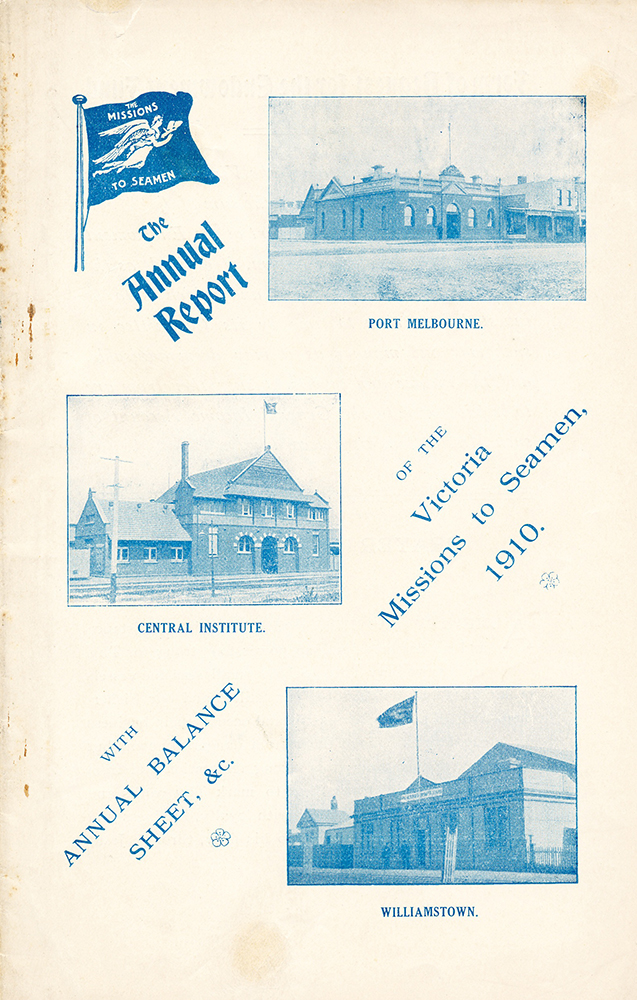 THE
MISSIONS
TO SEAMEN
The
Annual
Report
PORT MELBOURNE.
OF THE
Victoria
Missions to Seamen,
1910.
CENTRAL INSTITUTE.
WITH
ANNUAL BALANCE
SHEET, &c.
WILLIAMSTOWN.